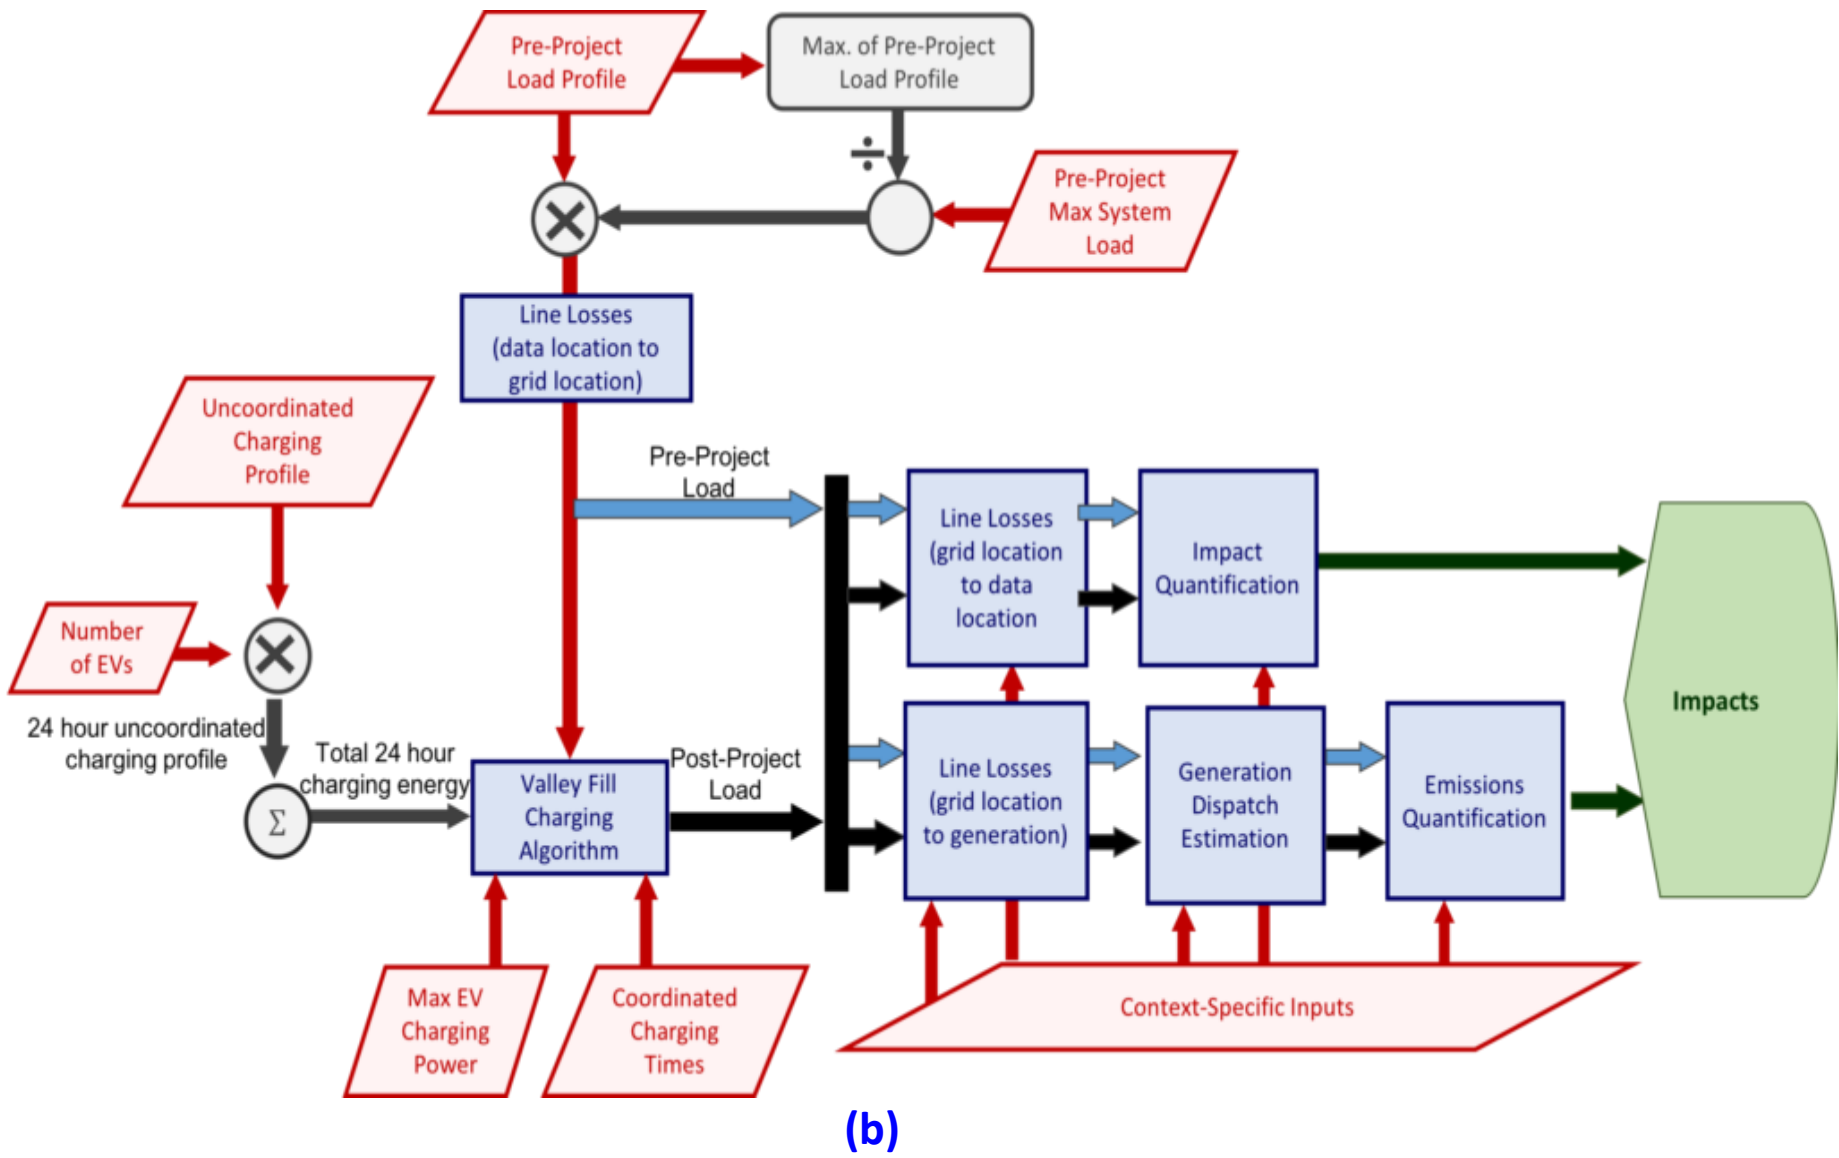 Pre-Project
Load Profile
Max. of Pre-Project
Load Profile
÷
Pre-Project
Max System
Load
Line Losses
(data location to
grid location)
Uncoordinated
Charging
Profile
Number
of EVs
24 hour uncoordinated
charging profile
Σ
Total 24 hour
charging energy
Valley Fill
Charging
Algorithm
Max EV
Charging
Power
Coordinated
Charging
Times
Pre-Project
Load
Post-Project
Load
Line Losses
(grid location
to data
location
Impact
Quantification
Line Losses
(grid location
to generation)
Generation
Dispatch
Estimation
Emissions
Quantification
Context-Specific Inputs
Impacts
(b)